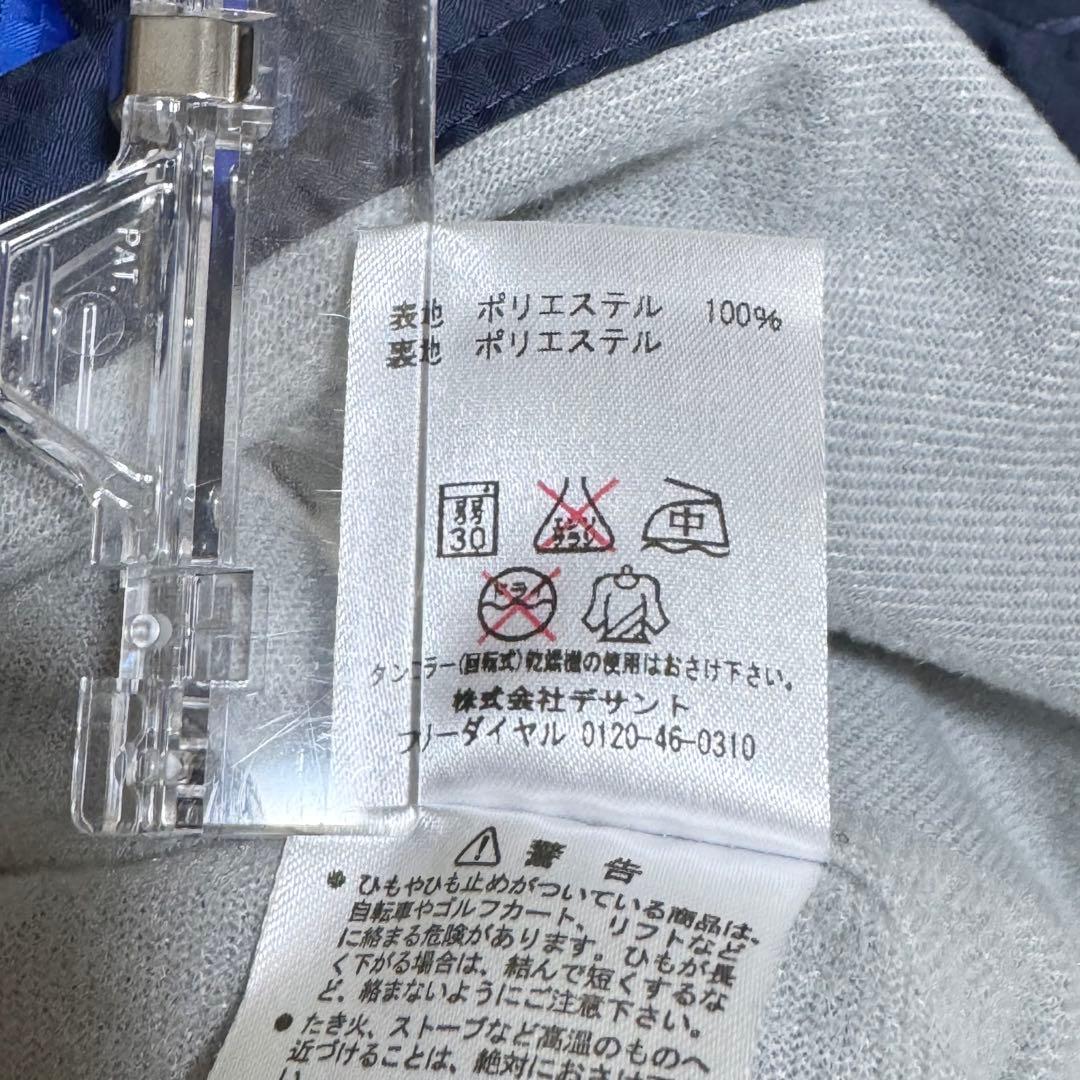 PAT.
表地 ポリエステル 100%
裏地 ポリエステル
弱
30
エンソ
サラシ
中
ドライ
タンブラー(回転式)乾燥機の使用はおさけ下さい。
株式会社デサント
フリーダイヤル 0120-46-0310
警告
●ひもやひも止めがついている商品は、
自転車やゴルフカート、リフトなど
に絡まる危険があります。ひもが長
く下がる場合は、結んで短くするな
ど、絡まないようにご注意下さい。
●たき火、ストーブなど高温のものへ
近づけることは、絶対におさけ下